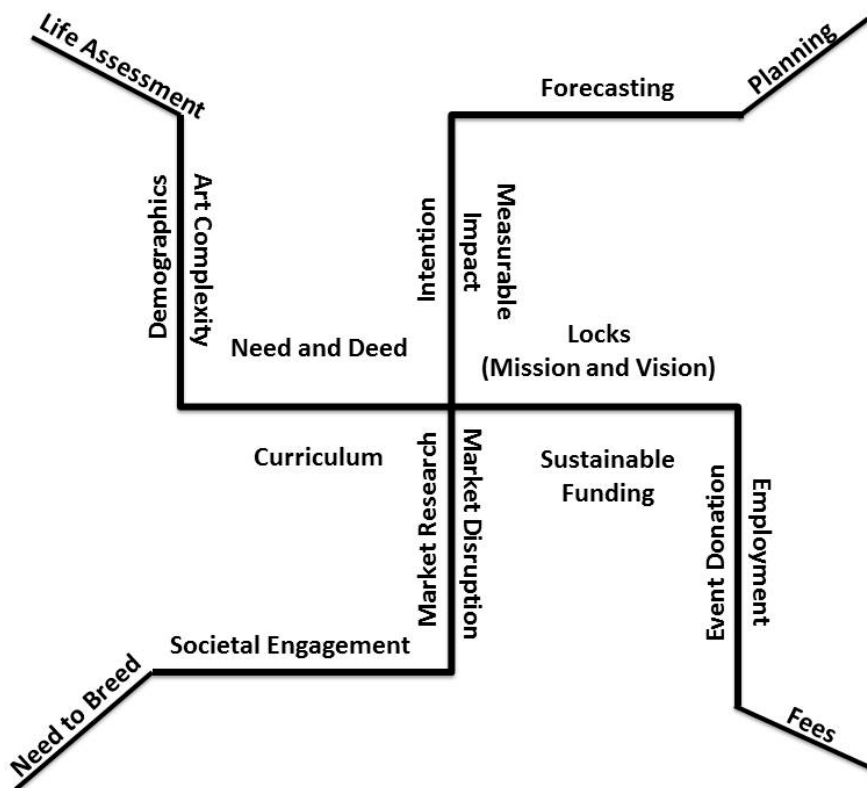 Life Assessment
Planning
Forecasting
Demographics
Art Complexity
Intention
Measurable
Impact
Need and Deed
Locks
(Mission and Vision)
Curriculum
Market Research
Market Disruption
Sustainable
Funding
Event Donation
Employment
Societal Engagement
Need to Breed
Fees